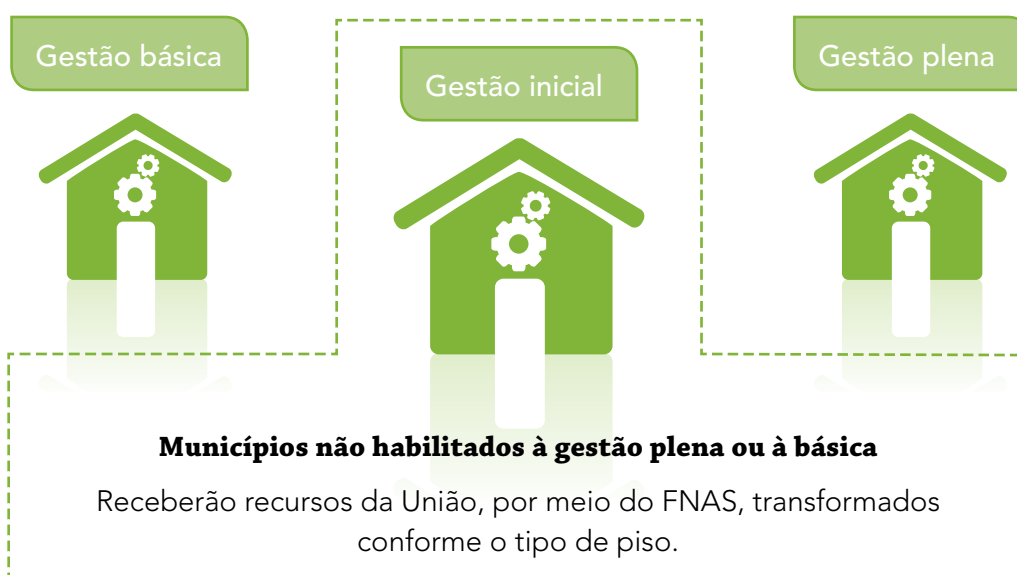 Gestão básica
Gestão inicial
Gestão plena
Municípios não habilitados à gestão plena ou à básica
Receberão recursos da União, por meio do FNAS, transformados
conforme o tipo de piso.